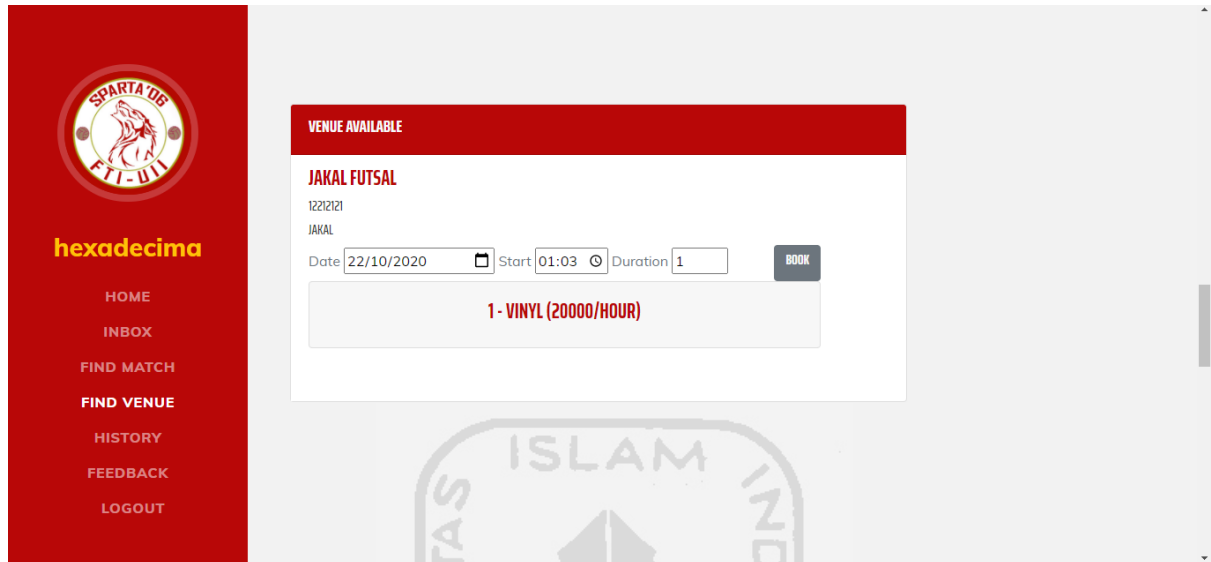 SPARTA'06
FTI-UII
hexadecima
HOME
INBOX
FIND MATCH
FIND VENUE
HISTORY
FEEDBACK
LOGOUT
VENUE AVAILABLE
JAKAL FUTSAL
12212121
JAKAL
Date 22/10/2020 Start 01:03 Duration 1 BOOK
1 - VINYL (20000/HOUR)
ISLAM